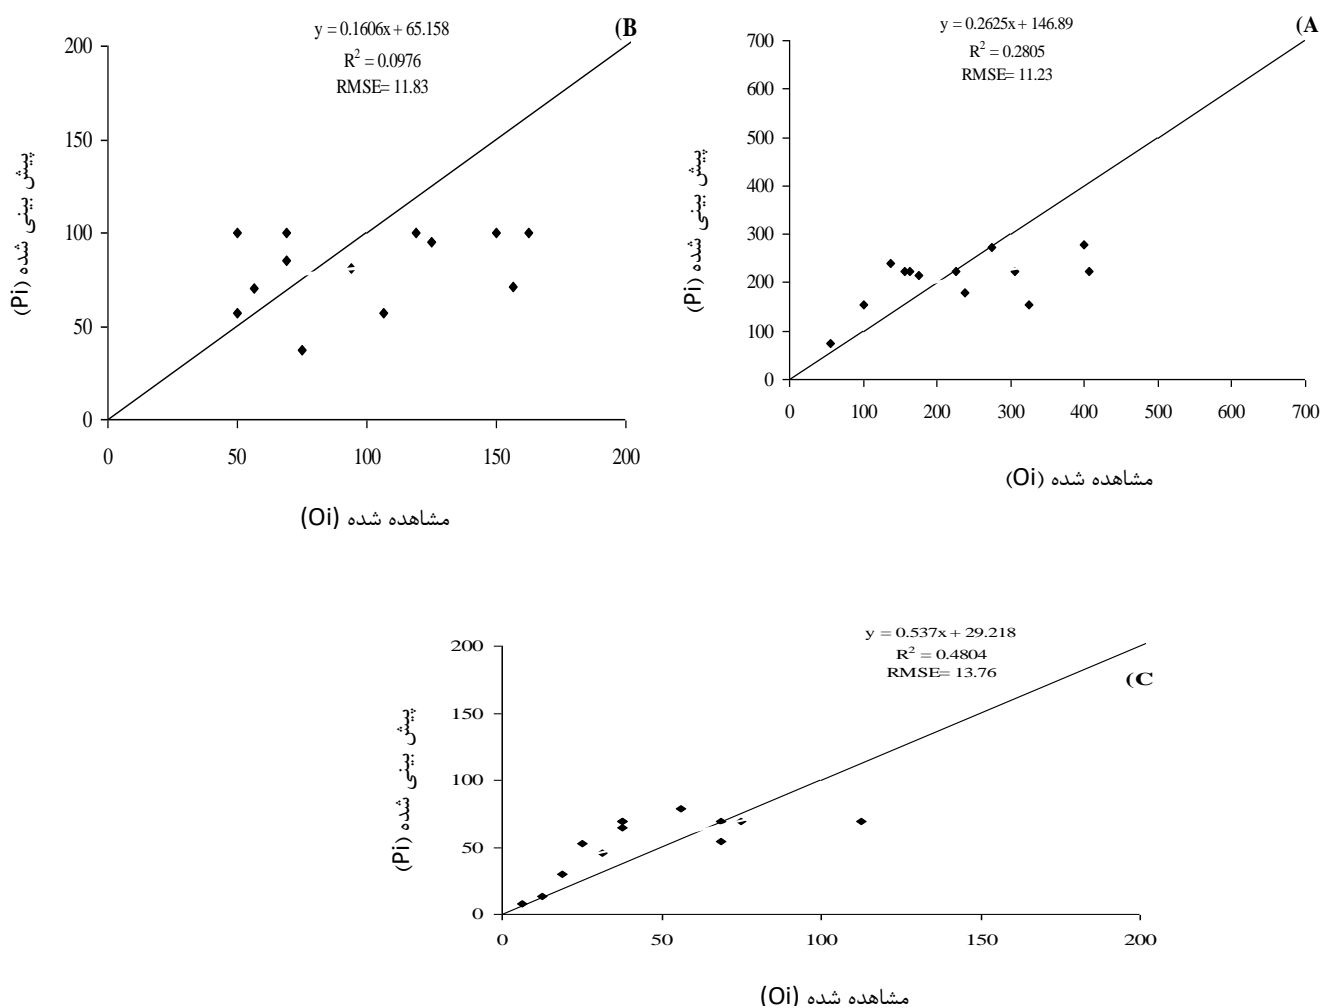 (B
y = 0.1606x + 65.158
R² = 0.0976
RMSE= 11.83
200
150
100
50
0
0 50 100 150 200
پیش بینی شده (Pi)
مشاهده شده (Oi)
(A
y = 0.2625x + 146.89
R² = 0.2805
RMSE= 11.23
700
600
500
400
300
200
100
0
0 100 200 300 400 500 600 700
پیش بینی شده (Pi)
مشاهده شده (Oi)
y = 0.537x + 29.218
R² = 0.4804
RMSE= 13.76
(C
200
150
100
50
0
0 50 100 150 200
پیش بینی شده (Pi)
مشاهده شده (Oi)